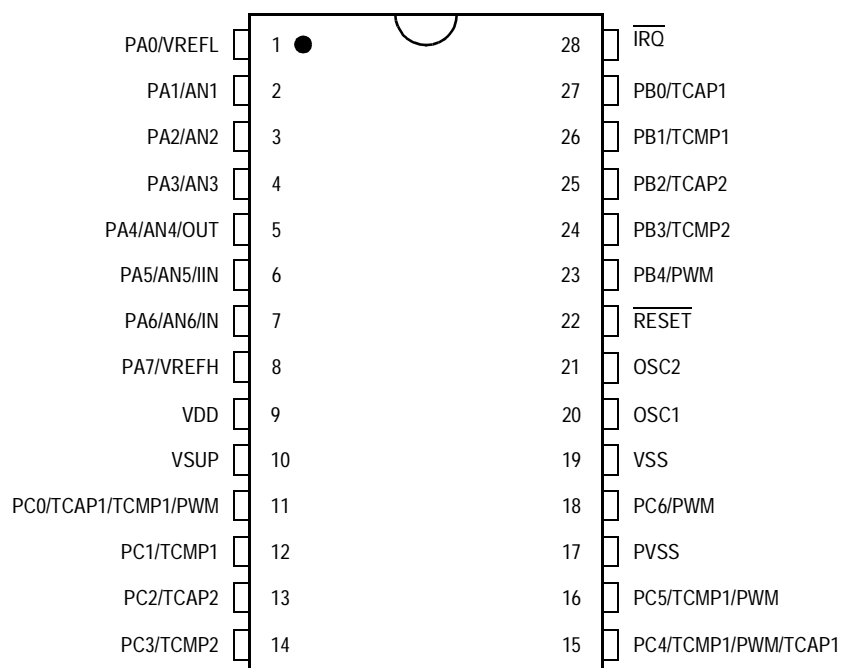 PA0/VREFL 1 28 IRQ
PA1/AN1 2 27 PB0/TCAP1
PA2/AN2 3 26 PB1/TCMP1
PA3/AN3 4 25 PB2/TCAP2
PA4/AN4/OUT 5 24 PB3/TCMP2
PA5/AN5/IIN 6 23 PB4/PWM
PA6/AN6/IN 7 22 RESET
PA7/VREFH 8 21 OSC2
VDD 9 20 OSC1
VSUP 10 19 VSS
PC0/TCAP1/TCMP1/PWM 11 18 PC6/PWM
PC1/TCMP1 12 17 PVSS
PC2/TCAP2 13 16 PC5/TCMP1/PWM
PC3/TCMP2 14 15 PC4/TCMP1/PWM/TCAP1